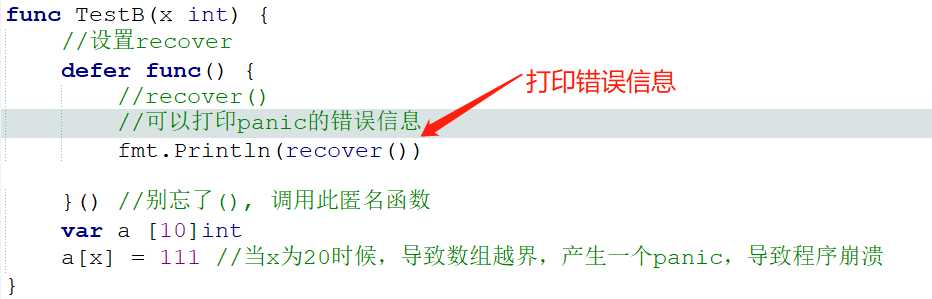 func TestB(x int) {
    //设置recover
    defer func() {
        //recover()
        //可以打印panic的错误信息
        fmt.Println(recover())
    }() //别忘了(), 调用此匿名函数
    var a [10]int
    a[x] = 111 //当x为20时候，导致数组越界，产生一个panic，导致程序崩溃
}
打印错误信息